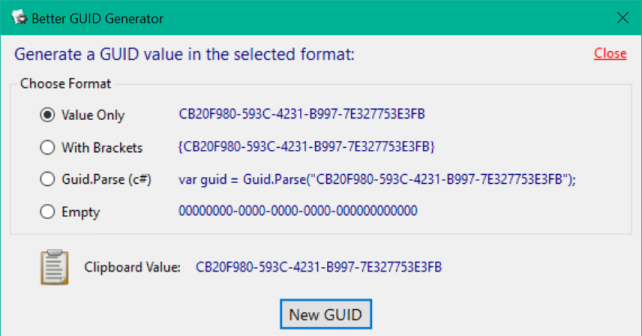 Better GUID Generator
Generate a GUID value in the selected format: Close
Choose Format
Value Only CB20F980-593C-4231-B997-7E327753E3FB
With Brackets {CB20F980-593C-4231-B997-7E327753E3FB}
Guid.Parse (c#) var guid = Guid.Parse("CB20F980-593C-4231-B997-7E327753E3FB");
Empty 00000000-0000-0000-0000-000000000000
Clipboard Value: CB20F980-593C-4231-B997-7E327753E3FB
New GUID